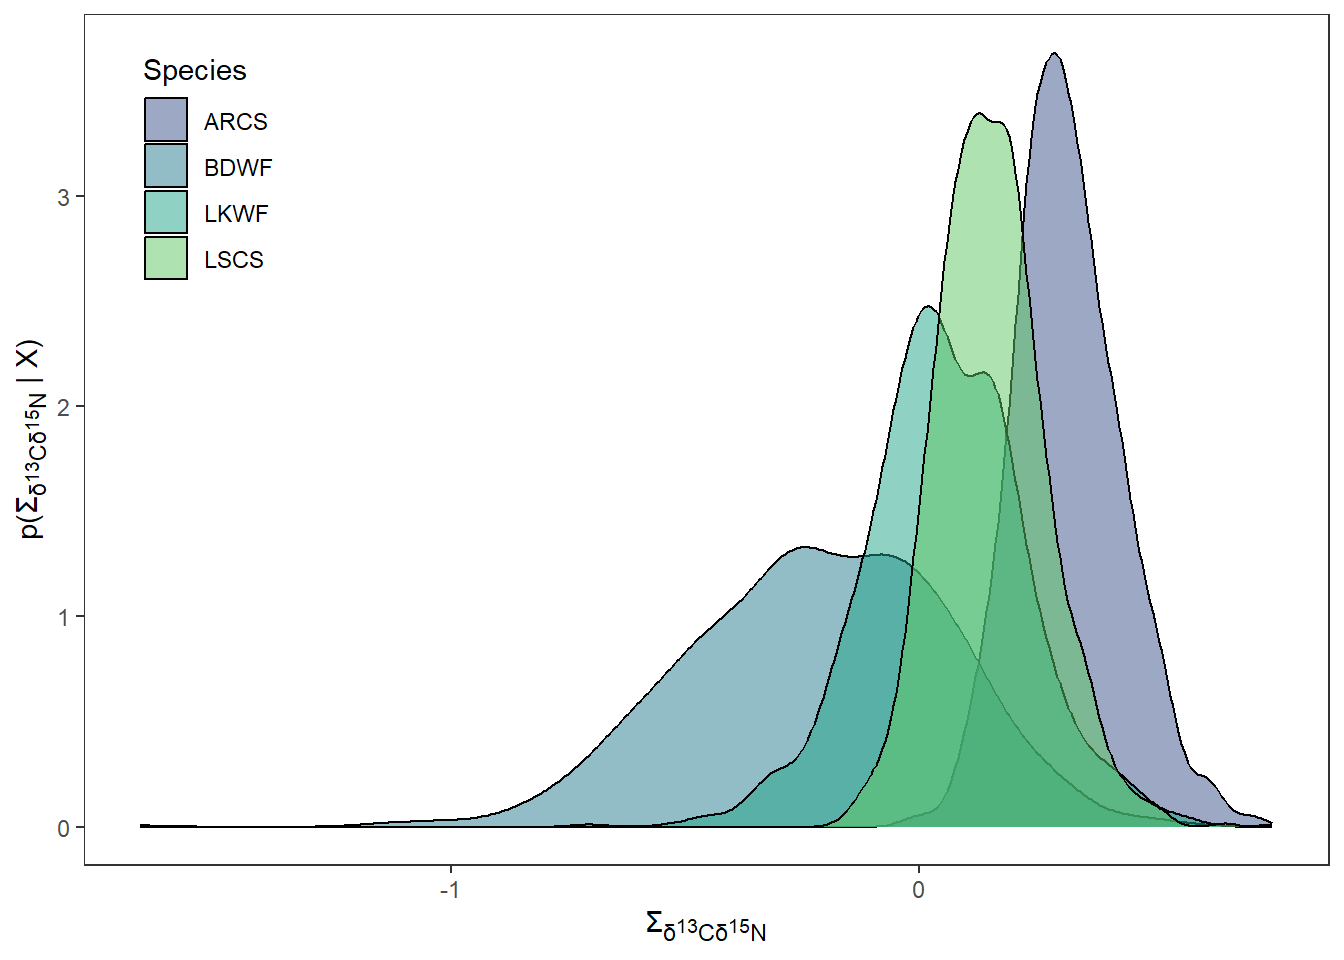 Species
ARCS
BDWF
LKWF
LSCS
3
2
1
0
p(Σδ13Cδ15N | X)
-1 0
Σδ13Cδ15N